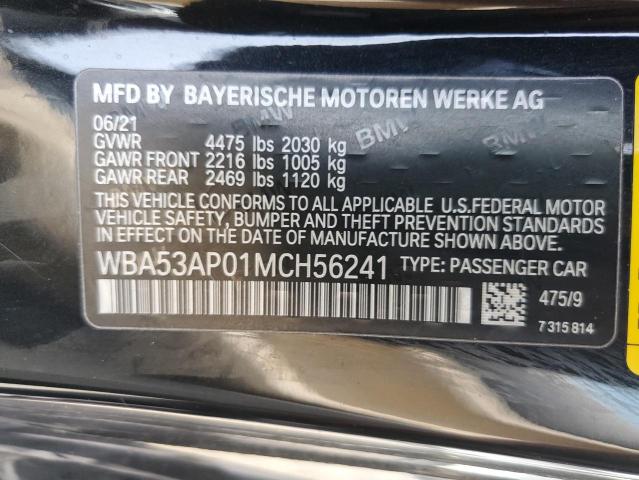 MFD BY BAYERISCHE MOTOREN WERKE AG
06/21
GVWR 4475 lbs 2030 kg
GAWR FRONT 2216 lbs 1005 kg
GAWR REAR 2469 lbs 1120 kg
THIS VEHICLE CONFORMS TO ALL APPLICABLE U.S.FEDERAL MOTOR
VEHICLE SAFETY, BUMPER AND THEFT PREVENTION STANDARDS
IN EFFECT ON THE DATE OF MANUFACTURE SHOWN ABOVE.
WBA53AP01MCH56241 TYPE: PASSENGER CAR
475/9
7 315 814
BMW
BMW
BMW